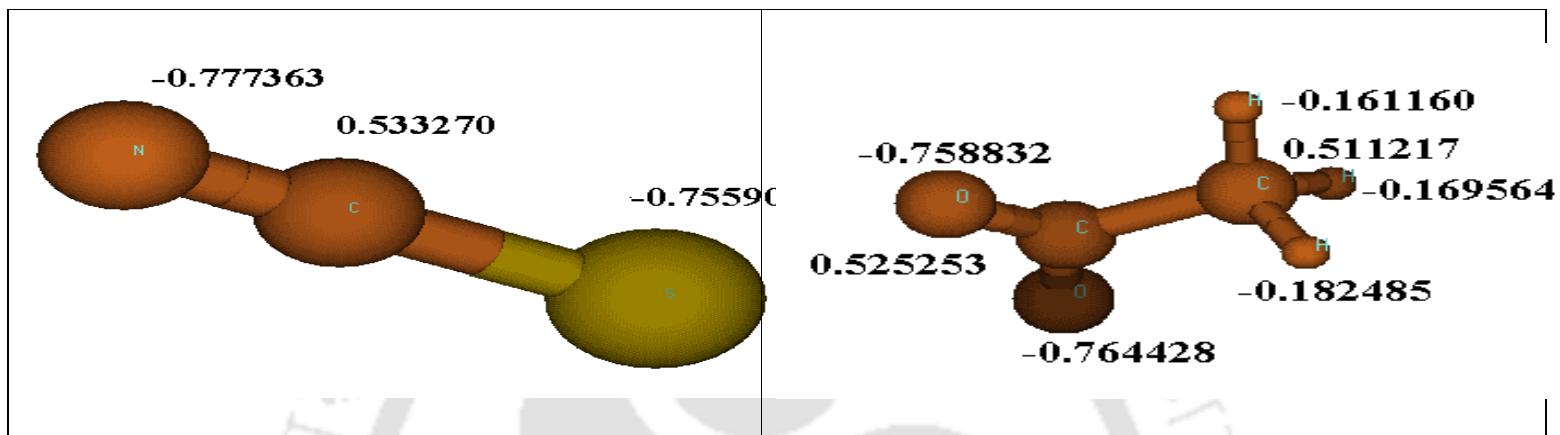 -0.777363
0.533270
-0.75590
N
C
S
-0.161160
0.511217
-0.169564
-0.758832
0.525253
-0.182485
-0.764428
O
C
O
C
H
H
H